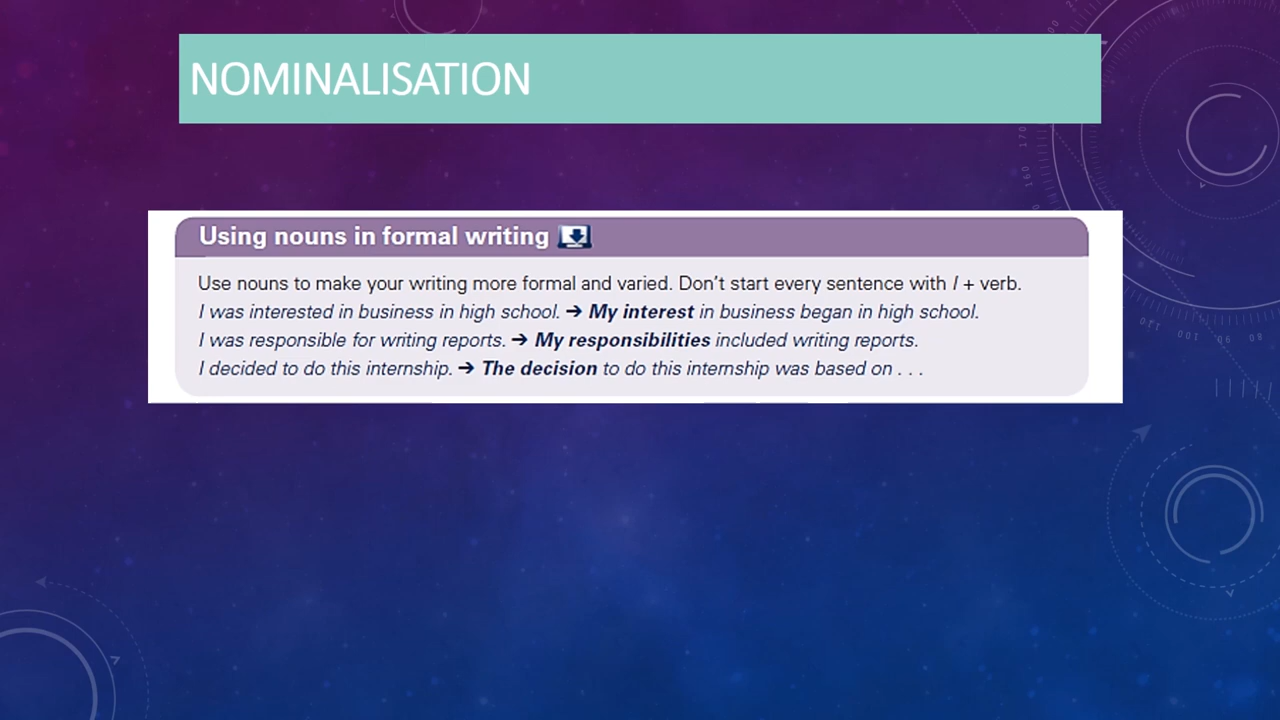 NOMINALISATION
Using nouns in formal writing
Use nouns to make your writing more formal and varied. Don't start every sentence with I + verb.
I was interested in business in high school. → My interest in business began in high school.
I was responsible for writing reports. → My responsibilities included writing reports.
I decided to do this internship. → The decision to do this internship was based on . . .